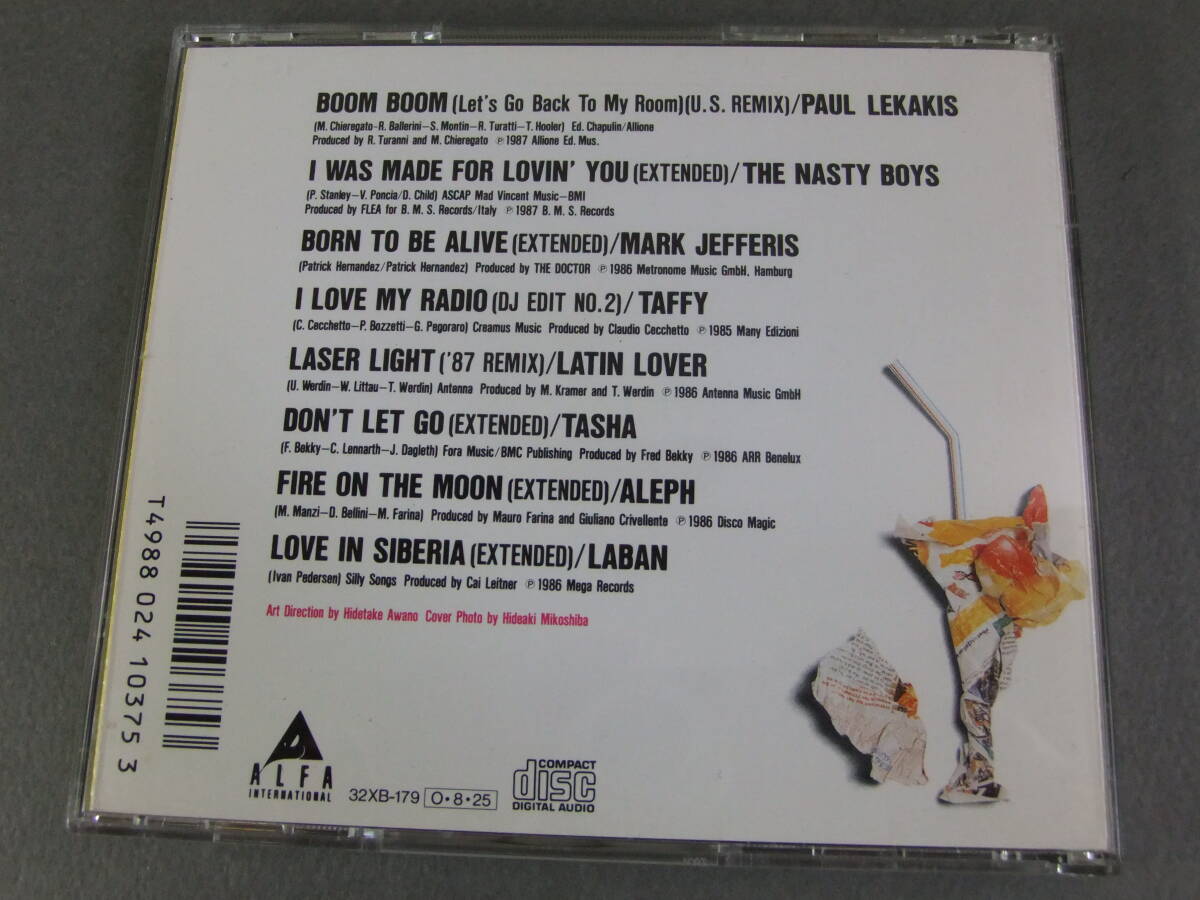 BOOM BOOM (Let's Go Back To My Room)(U.S. REMIX)/PAUL LEKAKIS
(M. Chieregato-R. Ballerini-S. Montin-R. Turatti-T. Hooler) Ed. Chapulin/Allione
Produced by R. Turanni and M. Chieregato ℗1987 Allione Ed. Mus.
I WAS MADE FOR LOVIN' YOU (EXTENDED)/THE NASTY BOYS
(P. Stanley-V. Poncia/D. Child) ASCAP Mad Vincent Music-BMI
Produced by FLEA for B. M. S. Records/Italy ℗1987 B. M. S. Records
BORN TO BE ALIVE (EXTENDED)/MARK JEFFERIS
(Patrick Hernandez/Patrick Hernandez) Produced by THE DOCTOR ℗1986 Metronome Music GmbH, Hamburg
I LOVE MY RADIO (DJ EDIT NO.2)/TAFFY
(C. Cecchetto-P. Bozzetti-G. Pegoraro) Creamus Music Produced by Claudio Cecchetto ℗1985 Many Edizioni
LASER LIGHT ('87 REMIX)/LATIN LOVER
(U. Werdin-W. Littau-T. Werdin) Antenna Produced by M. Kramer and T. Werdin ℗1986 Antenna Music GmbH
DON'T LET GO (EXTENDED)/TASHA
(F. Bekky-C. Lennarth-J. Dagleth) Fora Music/BMC Publishing Produced by Fred Bekky ℗1986 ARR Benelux
FIRE ON THE MOON (EXTENDED)/ALEPH
(M. Manzi-D. Bellini-M. Farina) Produced by Mauro Farina and Giuliano Crivellente ℗1986 Disco Magic
LOVE IN SIBERIA (EXTENDED)/LABAN
(Ivan Pedersen) Silly Songs Produced by Cai Leitner ℗1986 Mega Records
Art Direction by Hidetake Awano Cover Photo by Hideaki Mikoshiba
T4988 024 10375 3
ALFA
INTERNATIONAL
32XB-179 O・8・25
COMPACT
disc
DIGITAL AUDIO